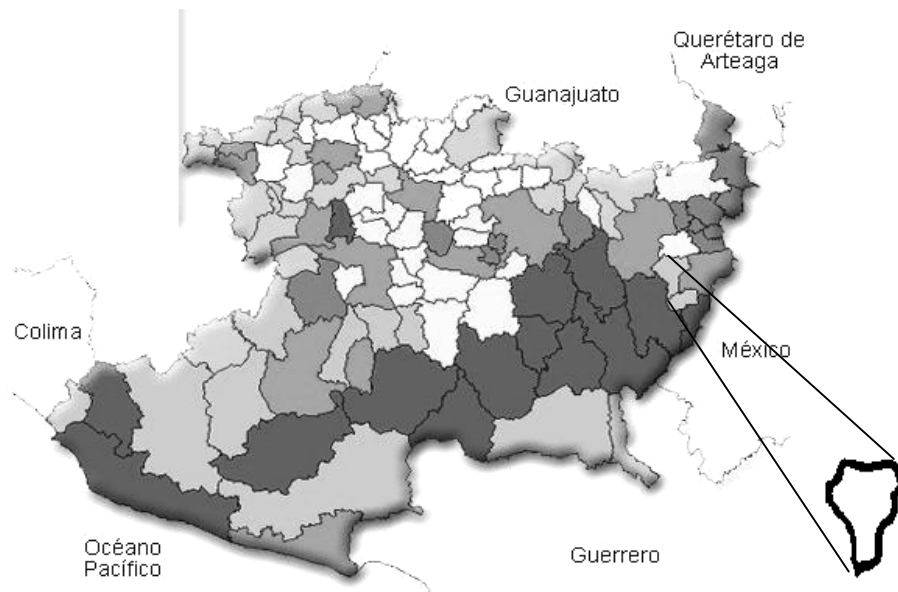 Querétaro de
Arteaga
Guanajuato
Colima
México
Océano
Pacífico
Guerrero